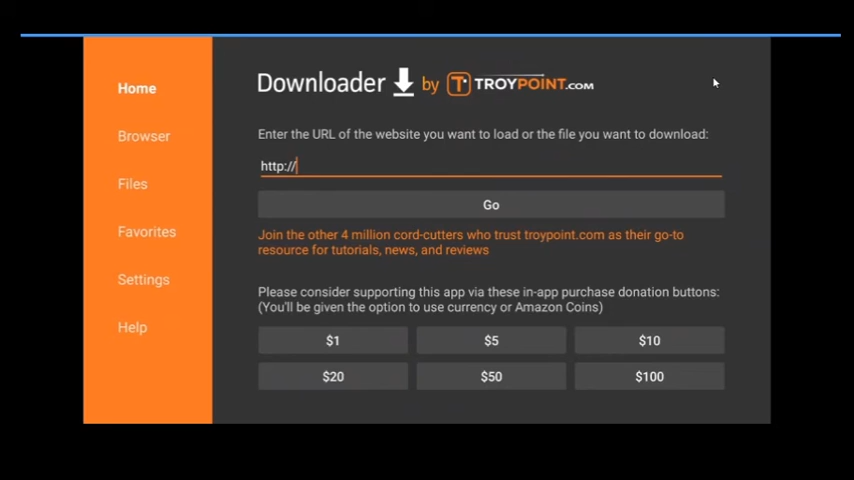 Home
Browser
Files
Favorites
Settings
Help
Downloader by TROYPOINT.COM
Enter the URL of the website you want to load or the file you want to download:
http://
Go
Join the other 4 million cord-cutters who trust troypoint.com as their go-to
resource for tutorials, news, and reviews
Please consider supporting this app via these in-app purchase donation buttons:
(You'll be given the option to use currency or Amazon Coins)
$1 $5 $10
$20 $50 $100